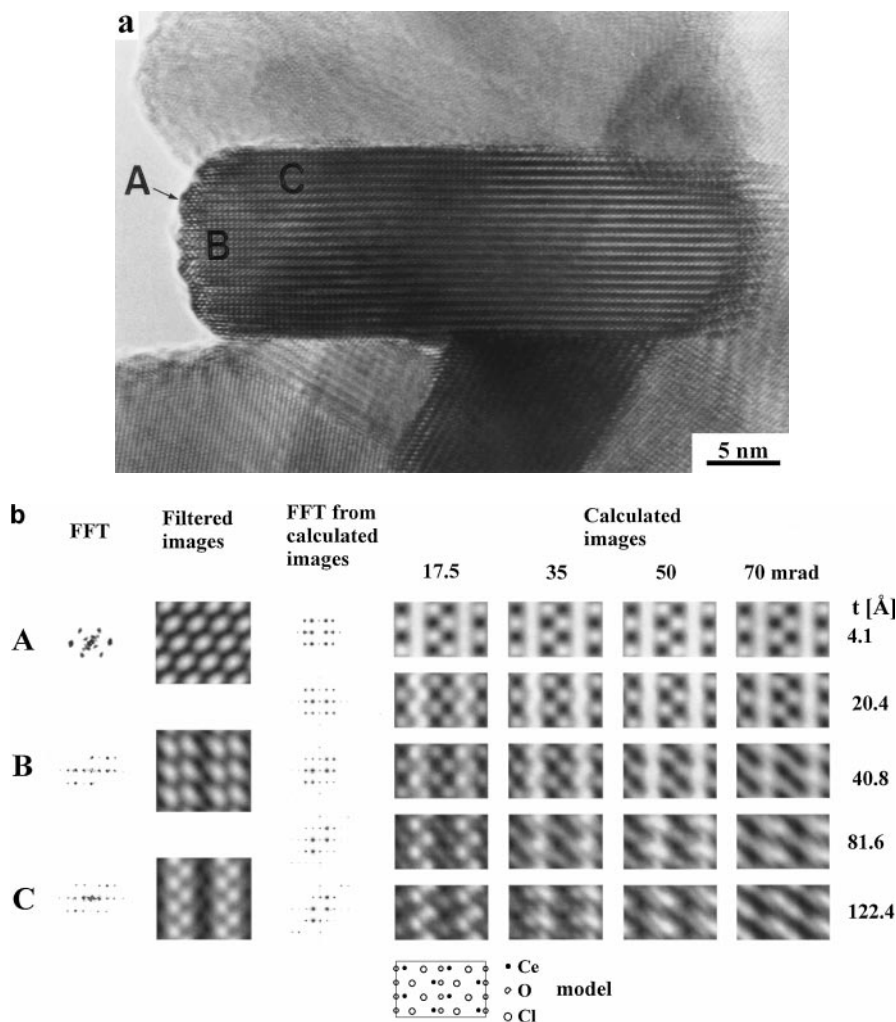 a
A
C
B
5 nm
b
FFT
Filtered
images
FFT from
calculated
images
Calculated
images
17.5 35 50 70 mrad
t [Å]
A
4.1
20.4
B
40.8
81.6
C
122.4
Ce
O model
Cl